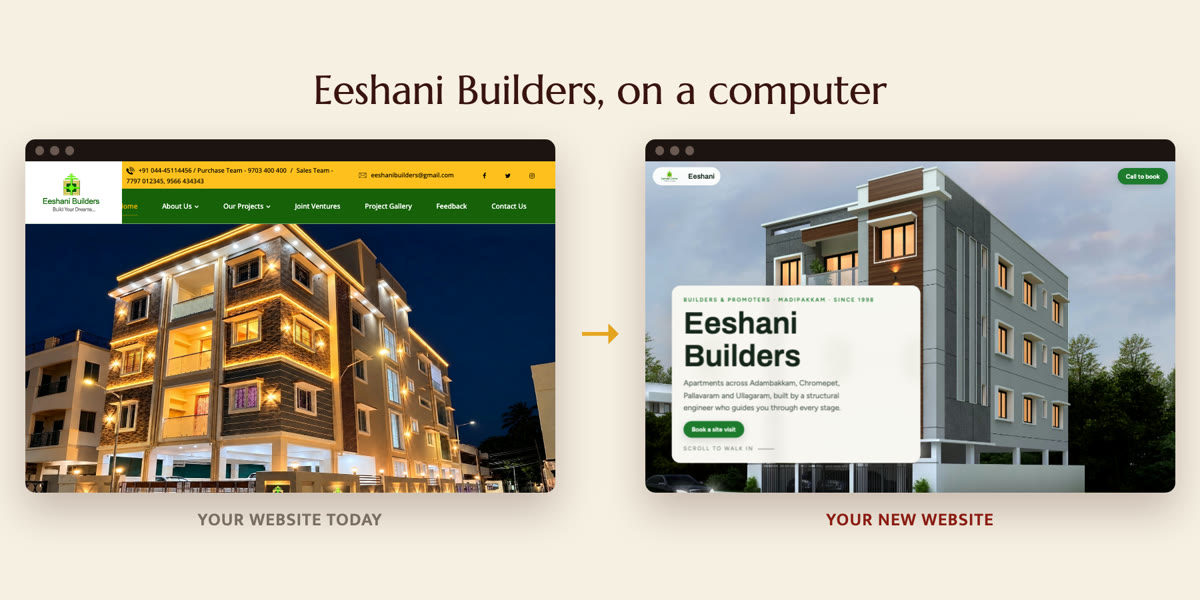 Eeshani Builders, on a computer
Eeshani Builders
Build Your Dreams...
+91 044-45114456 / Purchase Team - 9703 400 400 / Sales Team -
7797 012345, 9566 434343
eeshanibuilders@gmail.com
ome
About Us
Our Projects
Joint Ventures
Project Gallery
Feedback
Contact Us
YOUR WEBSITE TODAY
Eeshani
Call to book
BUILDERS & PROMOTERS · MADIPAKKAM · SINCE 1998
Eeshani
Builders
Apartments across Adambakkam, Chromepet,
Pallavaram and Ullagaram, built by a structural
engineer who guides you through every stage.
Book a site visit
SCROLL TO WALK IN
YOUR NEW WEBSITE